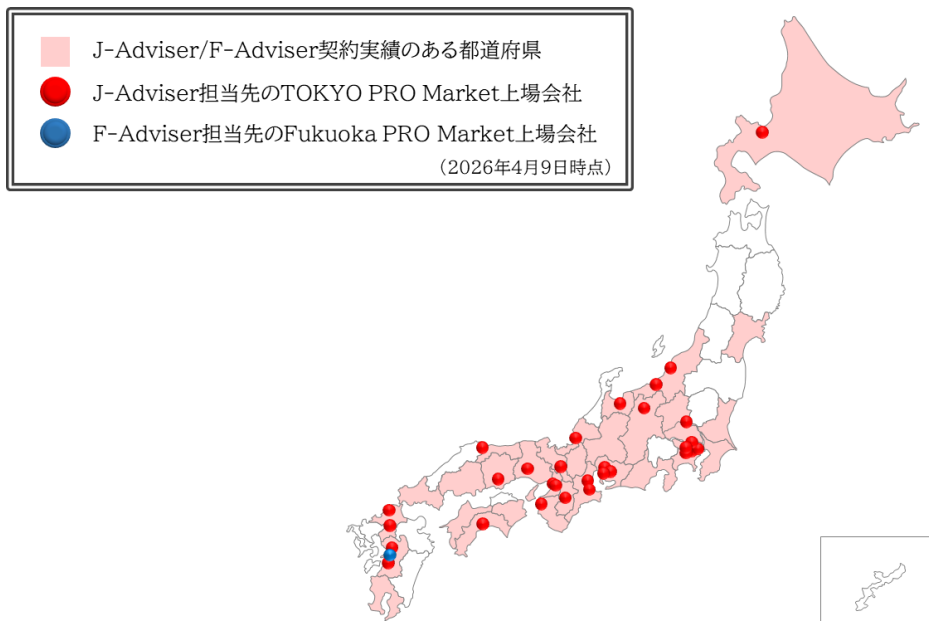 J-Adviser/F-Adviser契約実績のある都道府県
J-Adviser担当先のTOKYO PRO Market上場会社
F-Adviser担当先のFukuoka PRO Market上場会社
（2026年4月9日時点）